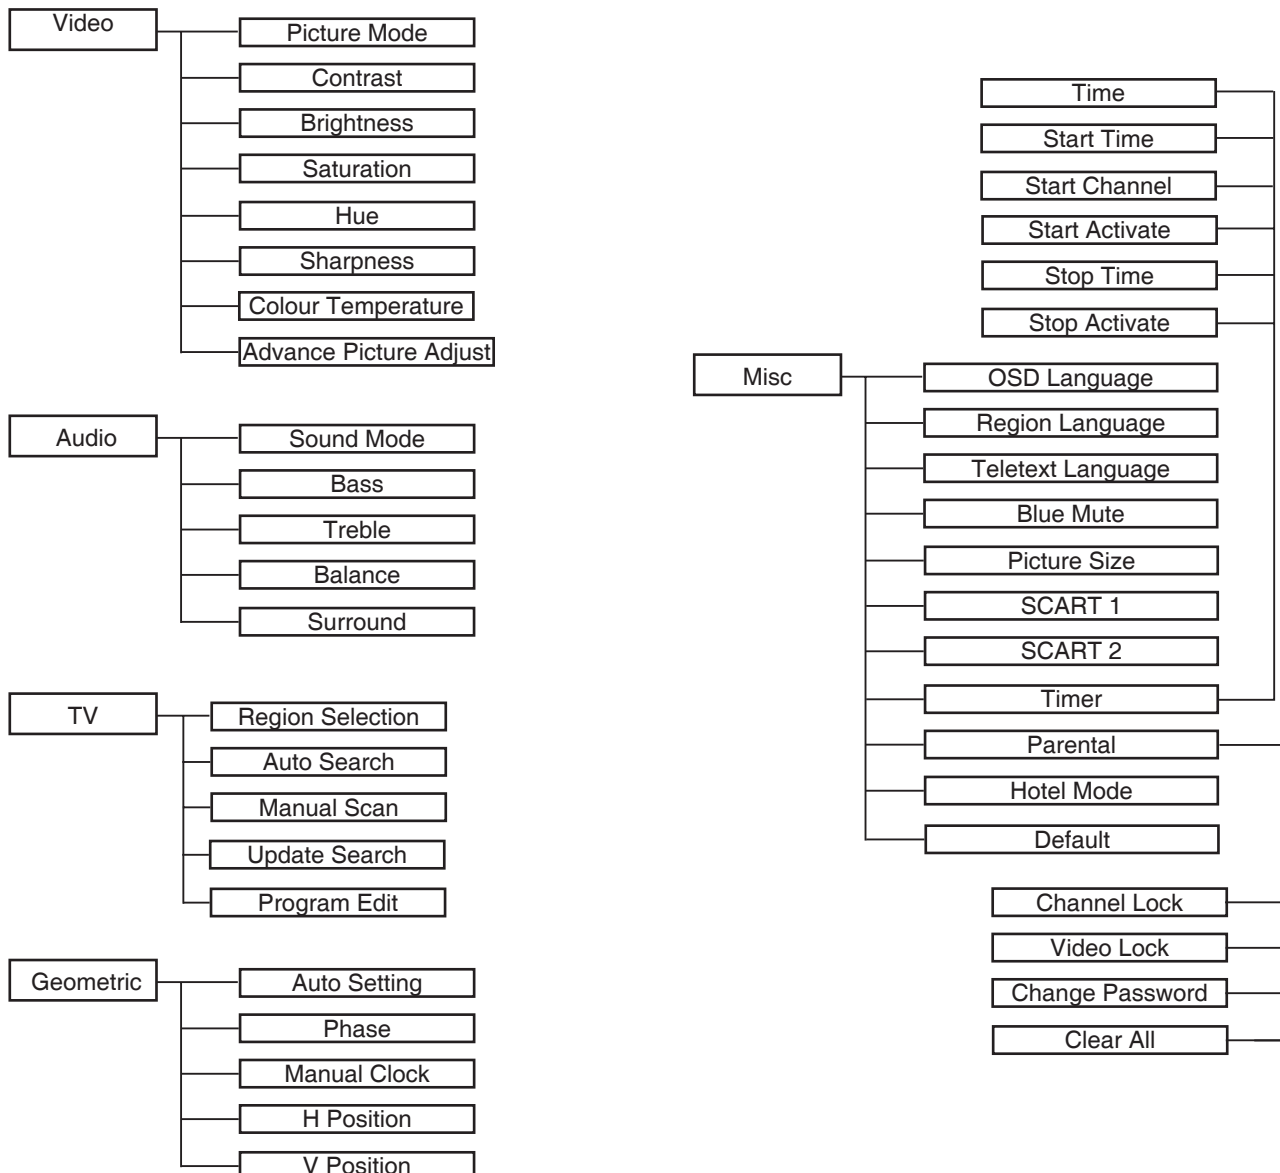 Video
Picture Mode
Contrast
Brightness
Saturation
Hue
Sharpness
Colour Temperature
Advance Picture Adjust
Audio
Sound Mode
Bass
Treble
Balance
Surround
TV
Region Selection
Auto Search
Manual Scan
Update Search
Program Edit
Geometric
Auto Setting
Phase
Manual Clock
H Position
V Position
Time
Start Time
Start Channel
Start Activate
Stop Time
Stop Activate
Misc
OSD Language
Region Language
Teletext Language
Blue Mute
Picture Size
SCART 1
SCART 2
Timer
Parental
Hotel Mode
Default
Channel Lock
Video Lock
Change Password
Clear All